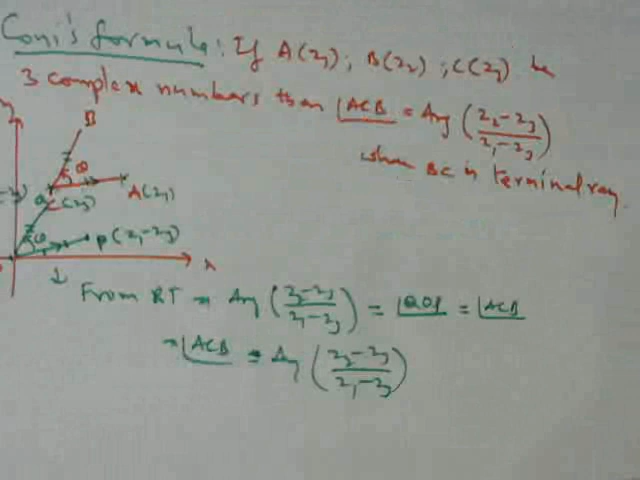 Coni's formula: If A(z₁); B(z₂); C(z₃) be
3 complex numbers then ∠ACB = Arg (z₂-z₃ / z₁-z₃)
when BC is terminal ray
B
θ
A(z₁)
C(z₃)
Q
θ
P(z₁-z₃)
x
↓ From RT ⇒ Arg (z₂-z₃ / z₁-z₃) = ∠QOP = ∠ACB
⇒ ∠ACB = Arg (z₂-z₃ / z₁-z₃)